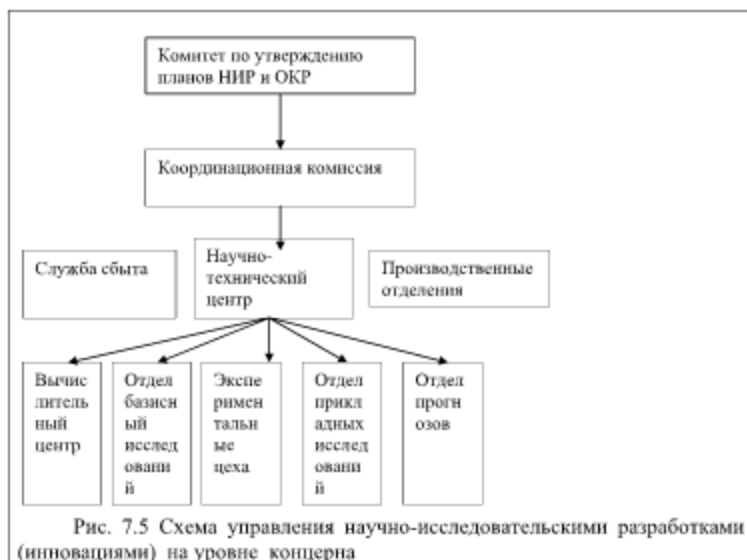 Комитет по утверждению
планов НИР и ОКР
Координационная комиссия
Служба сбыта
Научно-
технический
центр
Производственные
отделения
Вычис
литель
ный
центр
Отдел
базисн
ый
исслед
овани
й
Экспе
римен
тальн
ые
цеха
Отдел
прикл
адных
исслед
овани
й
Отдел
прогн
озов
Рис. 7.5 Схема управления научно-исследовательскими разработками
(инновациями) на уровне концерна